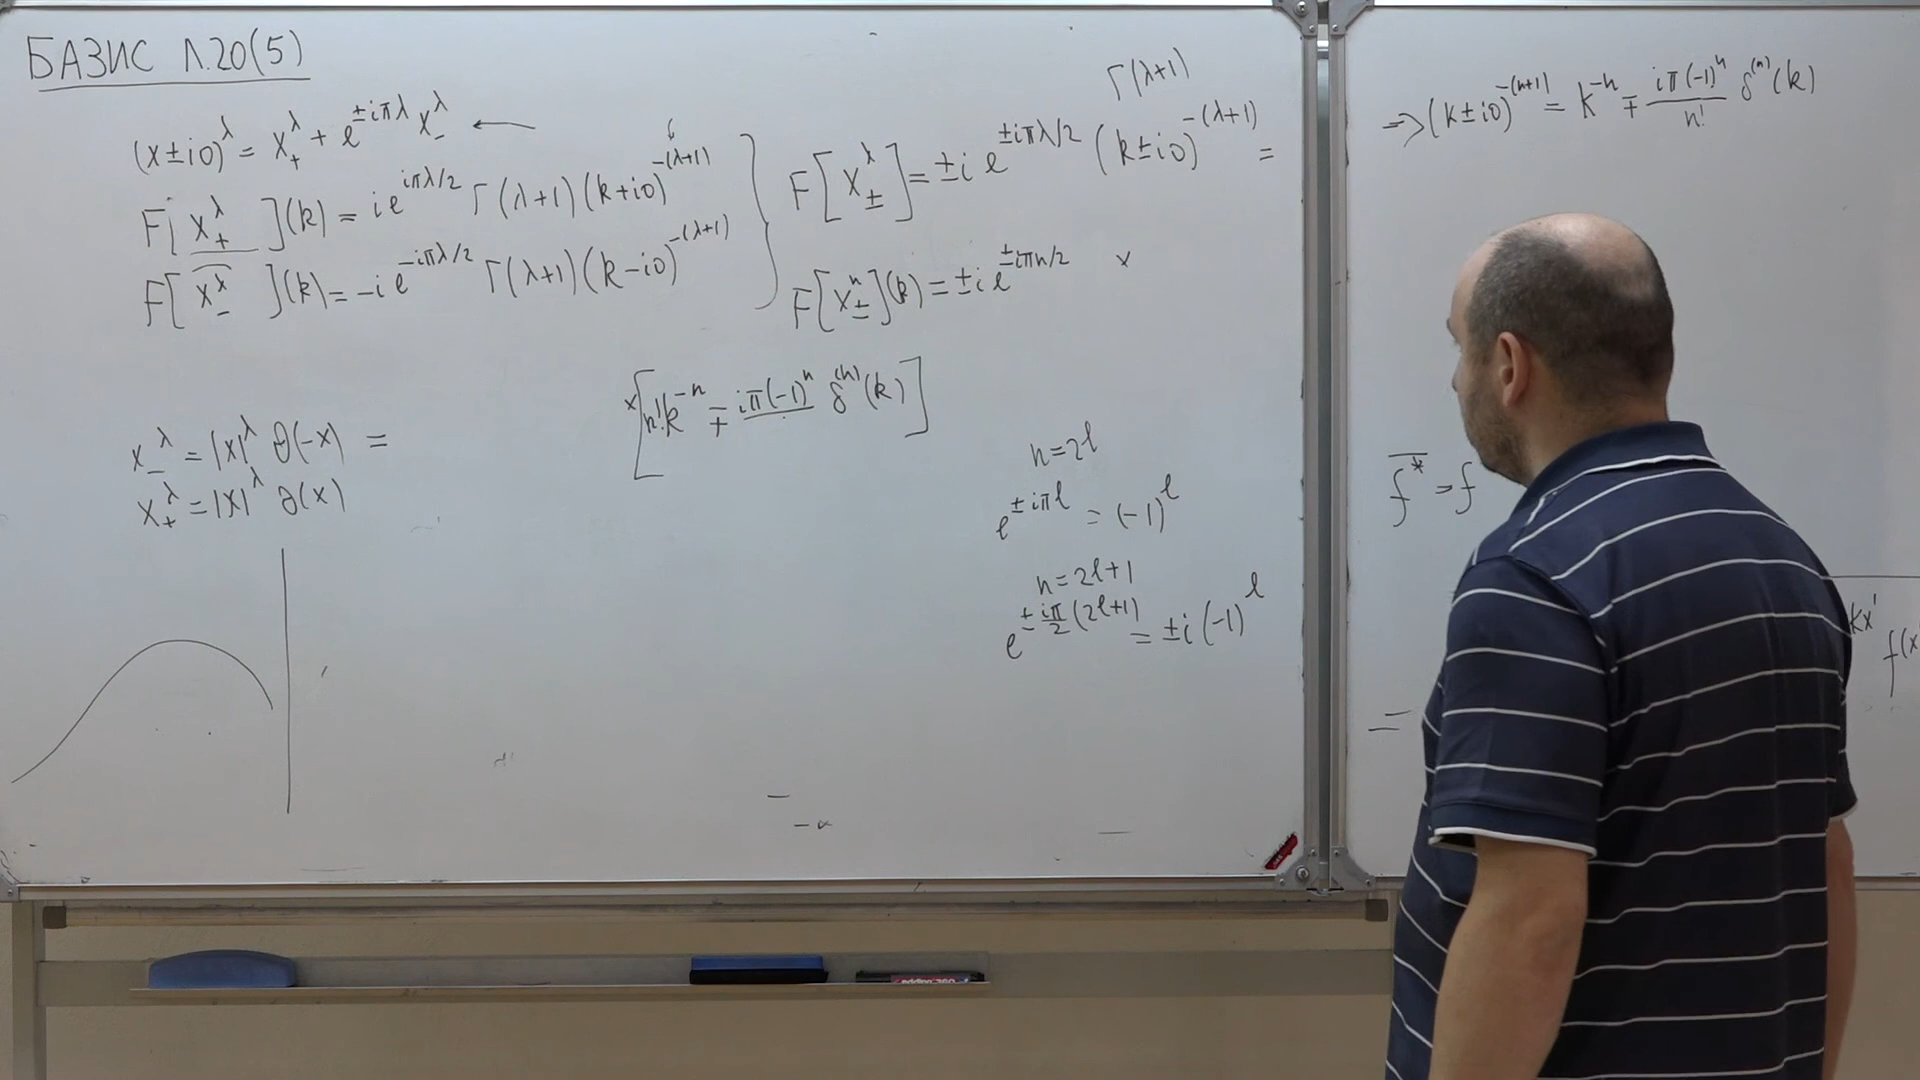 БАЗИС Л.20(5)
(x±i0)^λ = x_+^λ + e^{±iπλ} x_-^λ ←
F[x_+^λ](k) = i e^{iπλ/2} Γ(λ+1)(k+i0)^{-(λ+1)}
F[x_-^λ](k) = -i e^{-iπλ/2} Γ(λ+1)(k-i0)^{-(λ+1)}
x_-^λ = |x|^λ θ(-x) =
x_+^λ = |x|^λ θ(x)
Γ(λ+1)
F[x_±^λ] = ±i e^{±iπλ/2} (k±i0)^{-(λ+1)} =
F[x_±^n](k) = ±i e^{±iπn/2} ×
×[n! k^{-n} ∓ iπ(-1)^n δ^{(n)}(k)]
n=2l
e^{±iπl} = (-1)^l
n=2l+1
e^{±iπ/2 (2l+1)} = ±i(-1)^l
⇒ (k±i0)^{-(n+1)} = k^{-n} ∓ iπ(-1)^n/n! δ^{(n)}(k)
f^* = f
kx' f(x
=